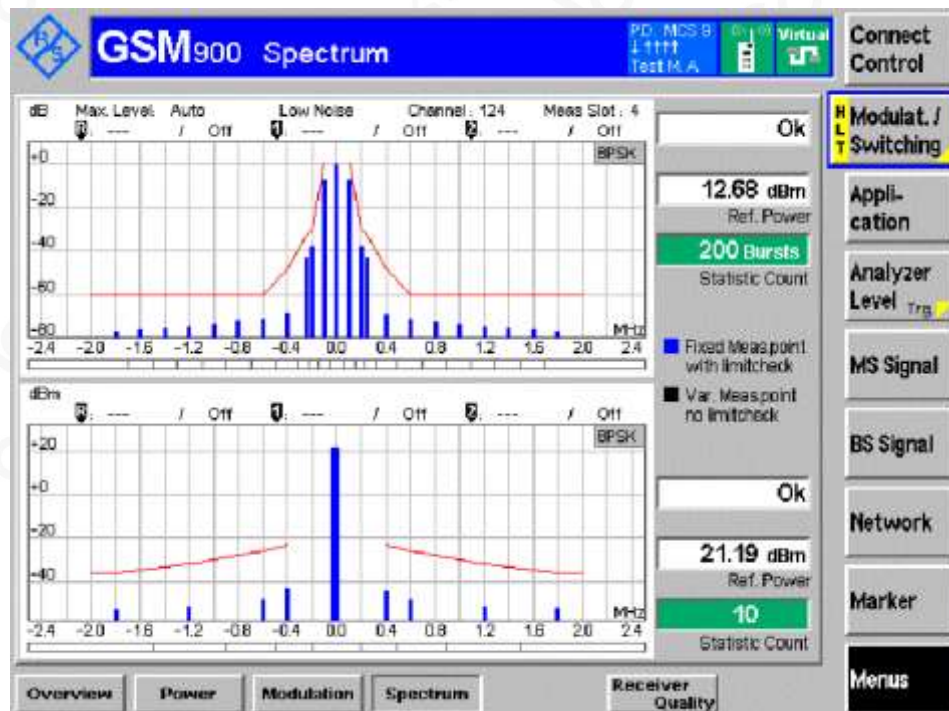 GSM900 Spectrum
PD: MCS 9
Test M. A.
Virtual
Connect Control
dB Max. Level: Auto Low Noise Channel: 124 Meas Slot: 4
--- / Off 1: --- / Off 2: --- / Off
BPSK
+0
-20
-40
-60
-80
MHz
-2.4 -2.0 -1.6 -1.2 -0.8 -0.4 0.0 0.4 0.8 1.2 1.6 2.0 2.4
Ok
12.68 dBm
Ref. Power
200 Bursts
Statistic Count
Fixed Meas.point
with limitcheck
Var. Meas.point
no limitcheck
dBm
--- / Off 1: --- / Off 2: --- / Off
BPSK
+20
+0
-20
-40
MHz
-2.4 -2.0 -1.6 -1.2 -0.8 -0.4 0.0 0.4 0.8 1.2 1.6 2.0 2.4
Ok
21.19 dBm
Ref. Power
10
Statistic Count
HLT
Modulat. / Switching
Appli-
cation
Analyzer
Level Trg
MS Signal
BS Signal
Network
Marker
Menus
Overview
Power
Modulation
Spectrum
Receiver
Quality